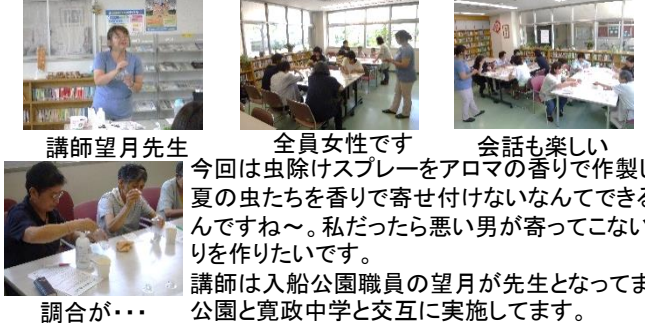 講師望月先生
全員女性です
会話も楽しい
今回は虫除けスプレーをアロマの香りで作製し
夏の虫たちを香りで寄せ付けないなんてできる
んですね～。私だったら悪い男が寄ってこない
りを作りたいです。
講師は入船公園職員の望月が先生となってま
公園と寛政中学と交互に実施してます。
調合が・・・